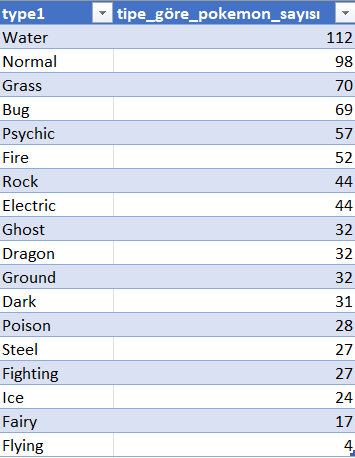 type1 tipe_göre_pokemon_sayısı
Water 112
Normal 98
Grass 70
Bug 69
Psychic 57
Fire 52
Rock 44
Electric 44
Ghost 32
Dragon 32
Ground 32
Dark 31
Poison 28
Steel 27
Fighting 27
Ice 24
Fairy 17
Flying 4